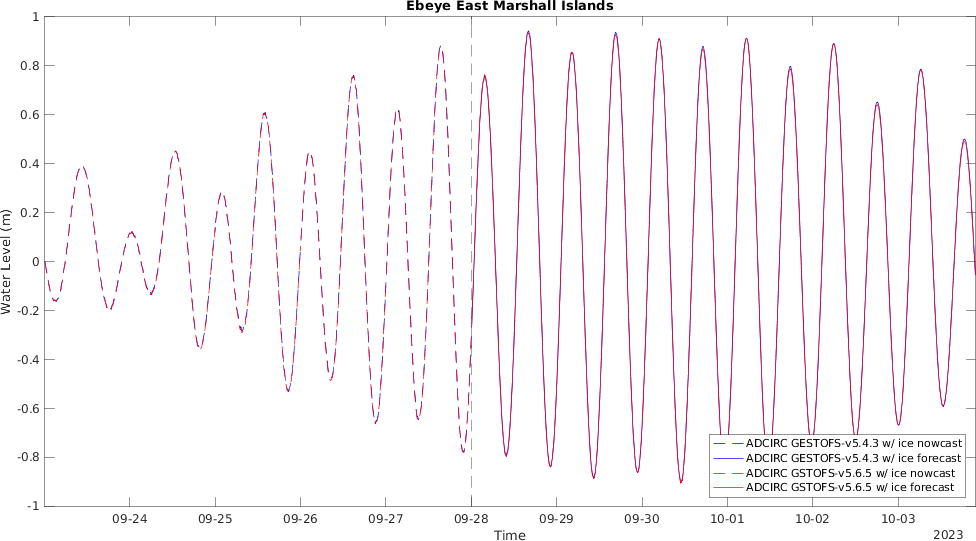 Ebeye East Marshall Islands
1
0.8
0.6
0.4
0.2
0
-0.2
-0.4
-0.6
-0.8
-1
Water Level (m)
ADCIRC GESTOFS-v5.4.3 w/ ice nowcast
ADCIRC GESTOFS-v5.4.3 w/ ice forecast
ADCIRC GSTOFS-v5.6.5 w/ ice nowcast
ADCIRC GSTOFS-v5.6.5 w/ ice forecast
09-24 09-25 09-26 09-27 09-28 09-29 09-30 10-01 10-02 10-03
Time
2023